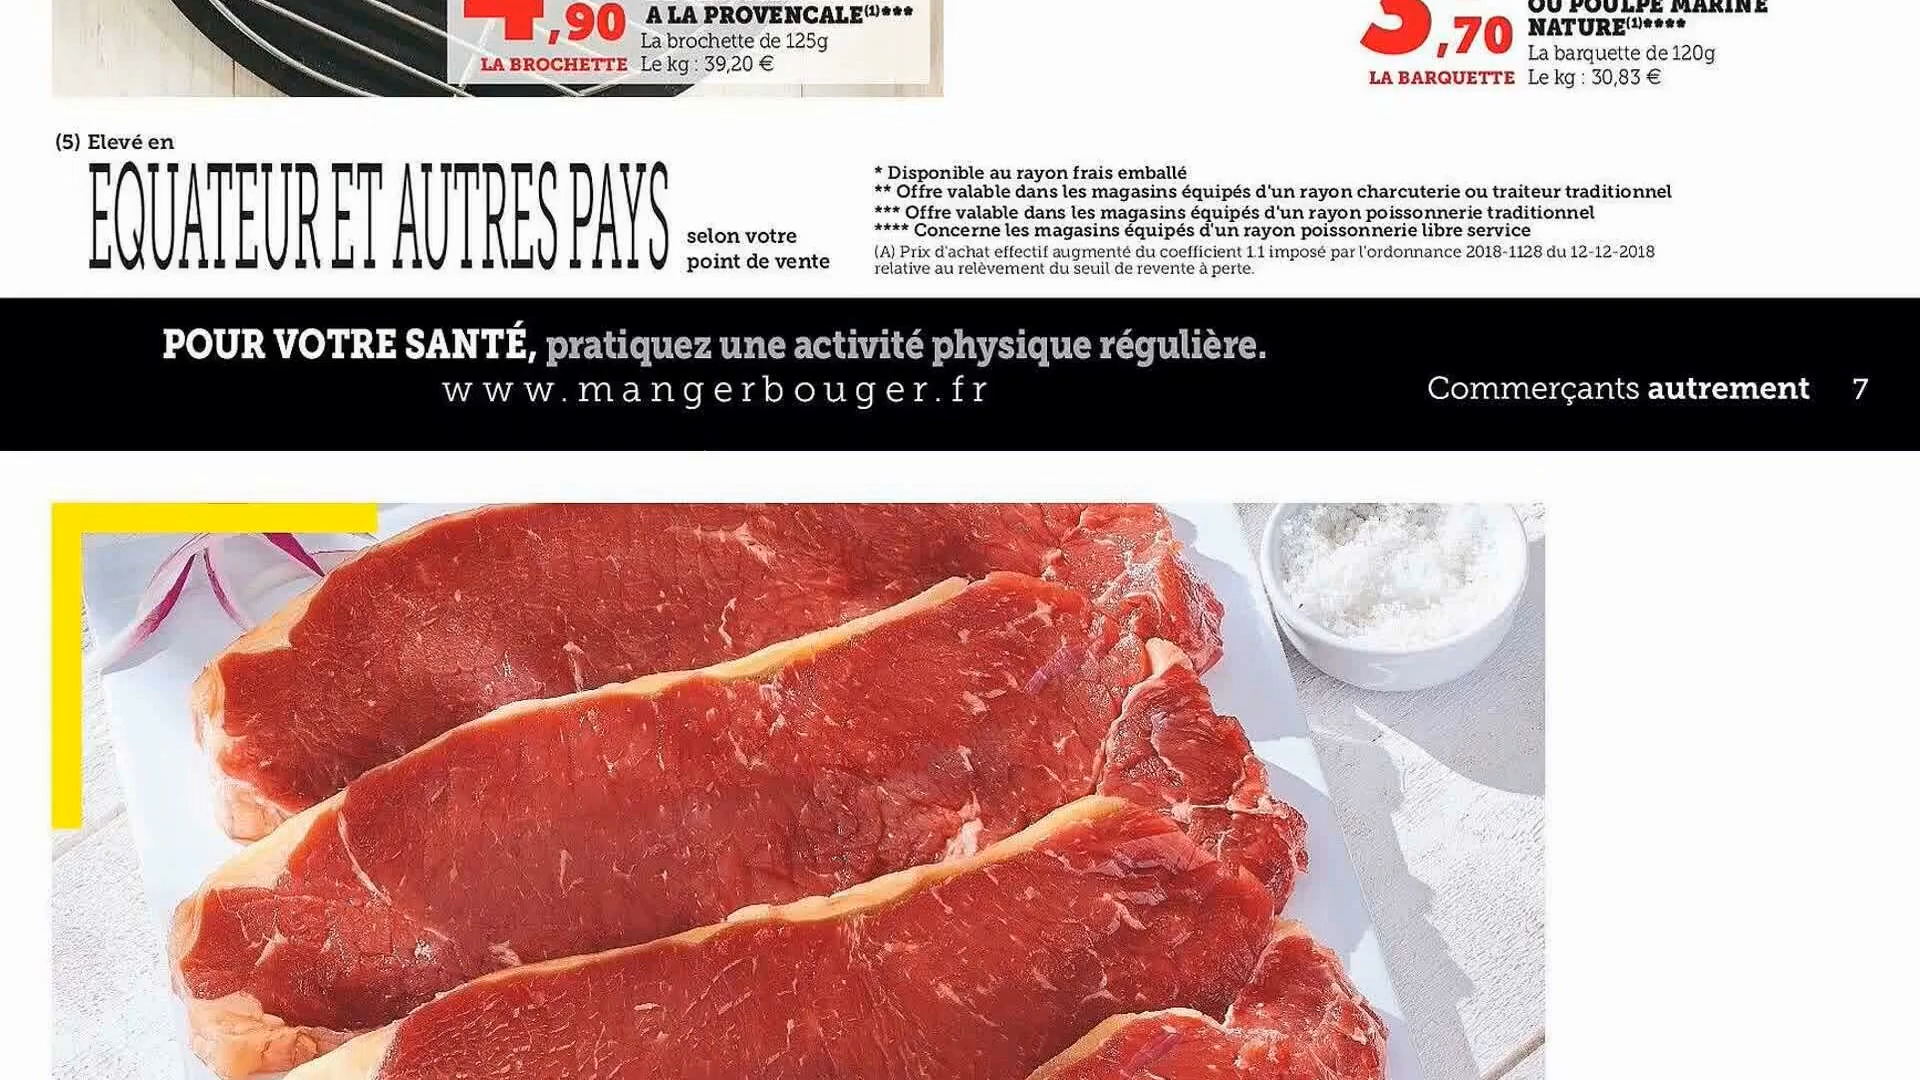 4,90
A LA PROVENCALE(1)***
La brochette de 125g
LA BROCHETTE Le kg : 39,20 €
3,70
OU POULPE MARINÉ
NATURE(1)****
La barquette de 120g
LA BARQUETTE Le kg : 30,83 €
(5) Elevé en
EQUATEUR ET AUTRES PAYS
selon votre
point de vente
* Disponible au rayon frais emballé
** Offre valable dans les magasins équipés d'un rayon charcuterie ou traiteur traditionnel
*** Offre valable dans les magasins équipés d'un rayon poissonnerie traditionnel
**** Concerne les magasins équipés d'un rayon poissonnerie libre service
(A) Prix d'achat effectif augmenté du coefficient 1.1 imposé par l'ordonnance 2018-1128 du 12-12-2018
relative au relèvement du seuil de revente à perte.
POUR VOTRE SANTÉ, pratiquez une activité physique régulière.
www.mangerbouger.fr
Commerçants autrement 7